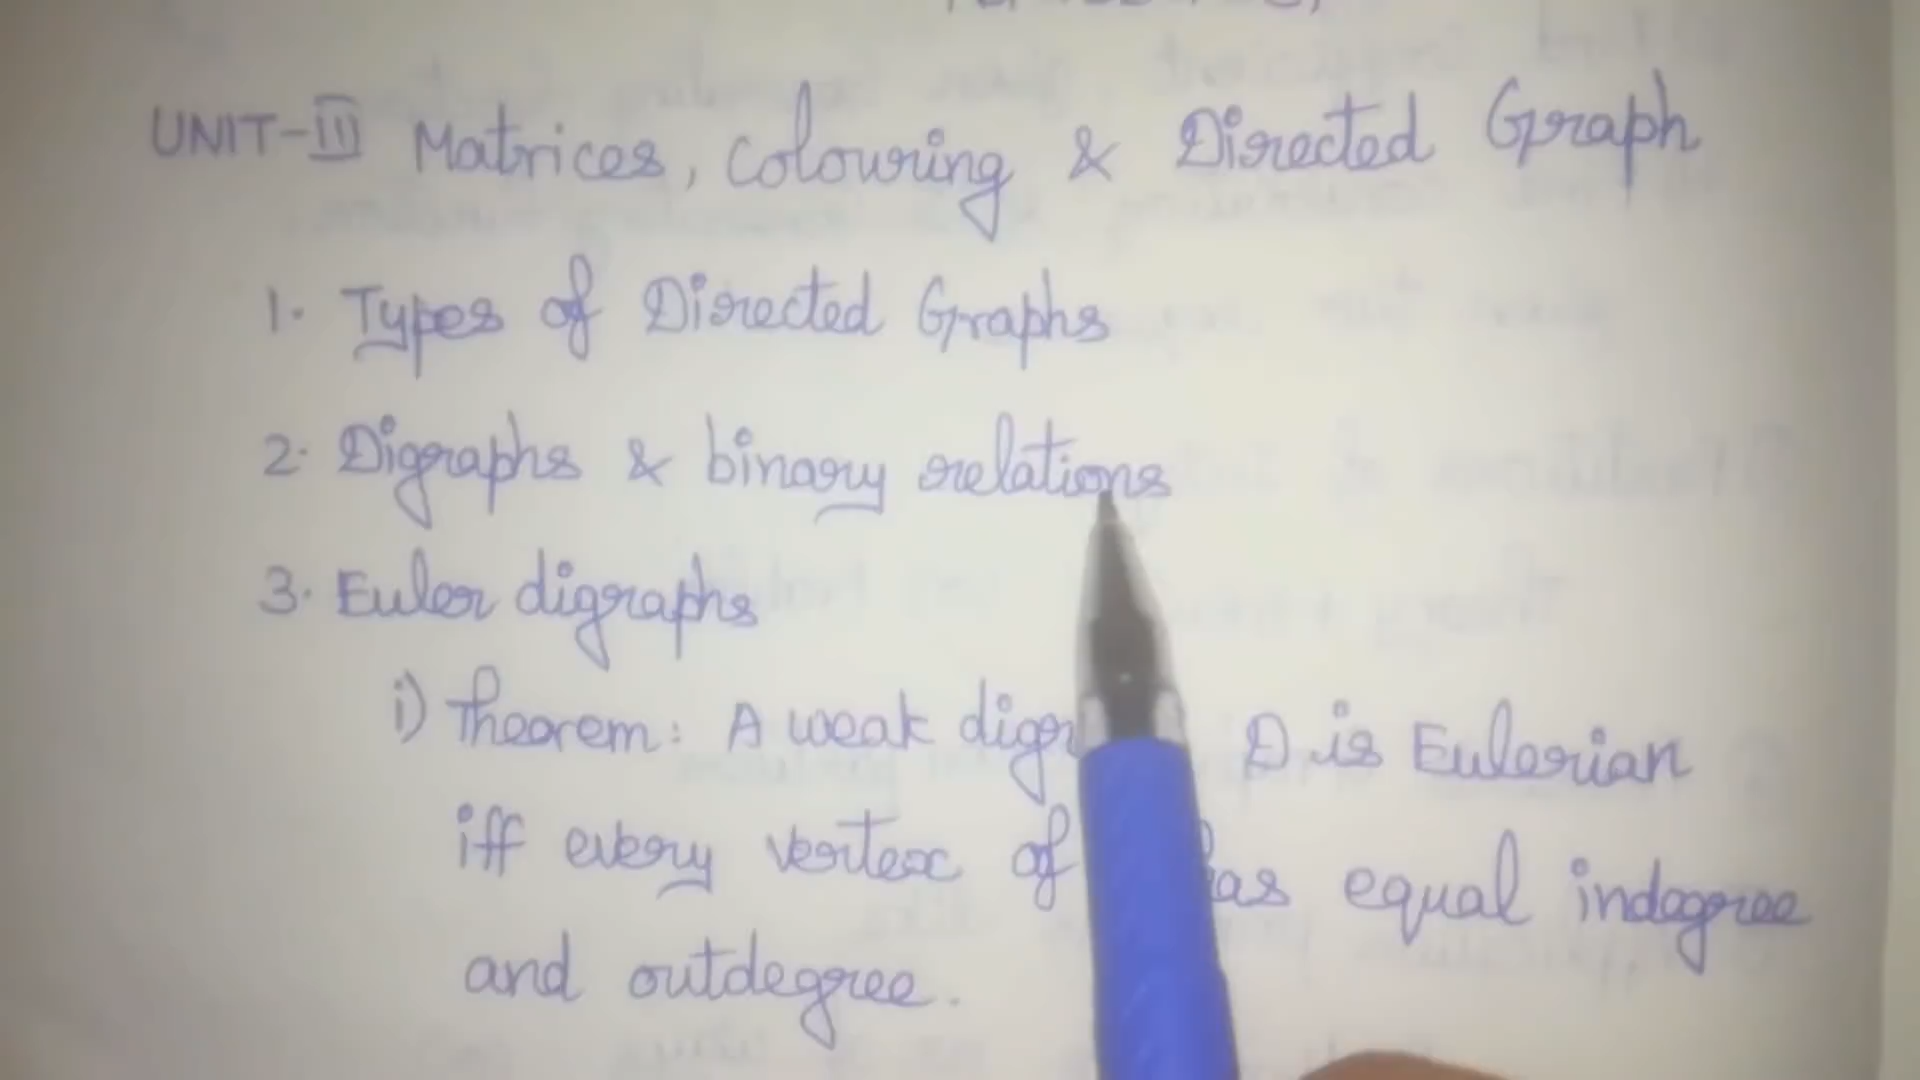 UNIT-III Matrices, Colouring & Directed Graph
1. Types of Directed Graphs
2. Digraphs & binary relations
3. Euler digraphs
i) Theorem: A weak digr D is Eulerian
iff every vertex of has equal indegree
and outdegree.